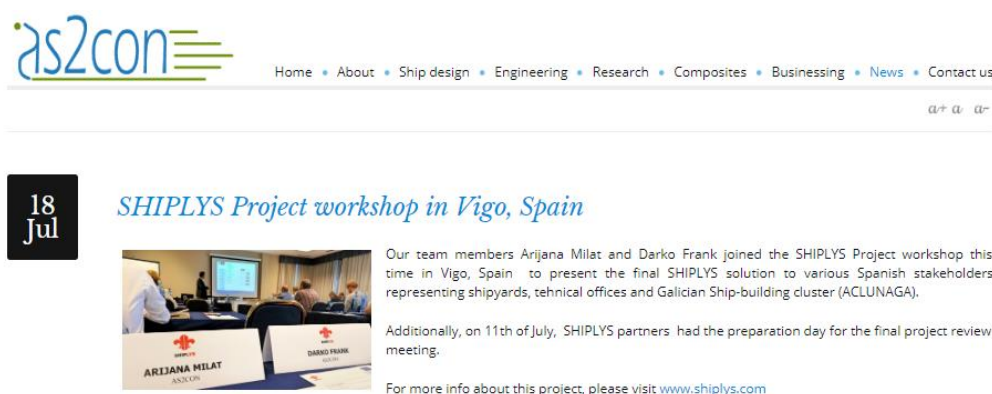 as2con
Home • About • Ship design • Engineering • Research • Composites • Businessing • News • Contact us
a+ a a-
18
Jul
SHIPLYS Project workshop in Vigo, Spain
Our team members Arijana Milat and Darko Frank joined the SHIPLYS Project workshop this
time in Vigo, Spain to present the final SHIPLYS solution to various Spanish stakeholders
representing shipyards, tehnical offices and Galician Ship-building cluster (ACLUNAGA).
Additionally, on 11th of July, SHIPLYS partners had the preparation day for the final project review
meeting.
For more info about this project, please visit www.shiplys.com
SHIPLYS
ARIJANA MILAT
AS2CON
SHIPLYS
DARKO FRANK